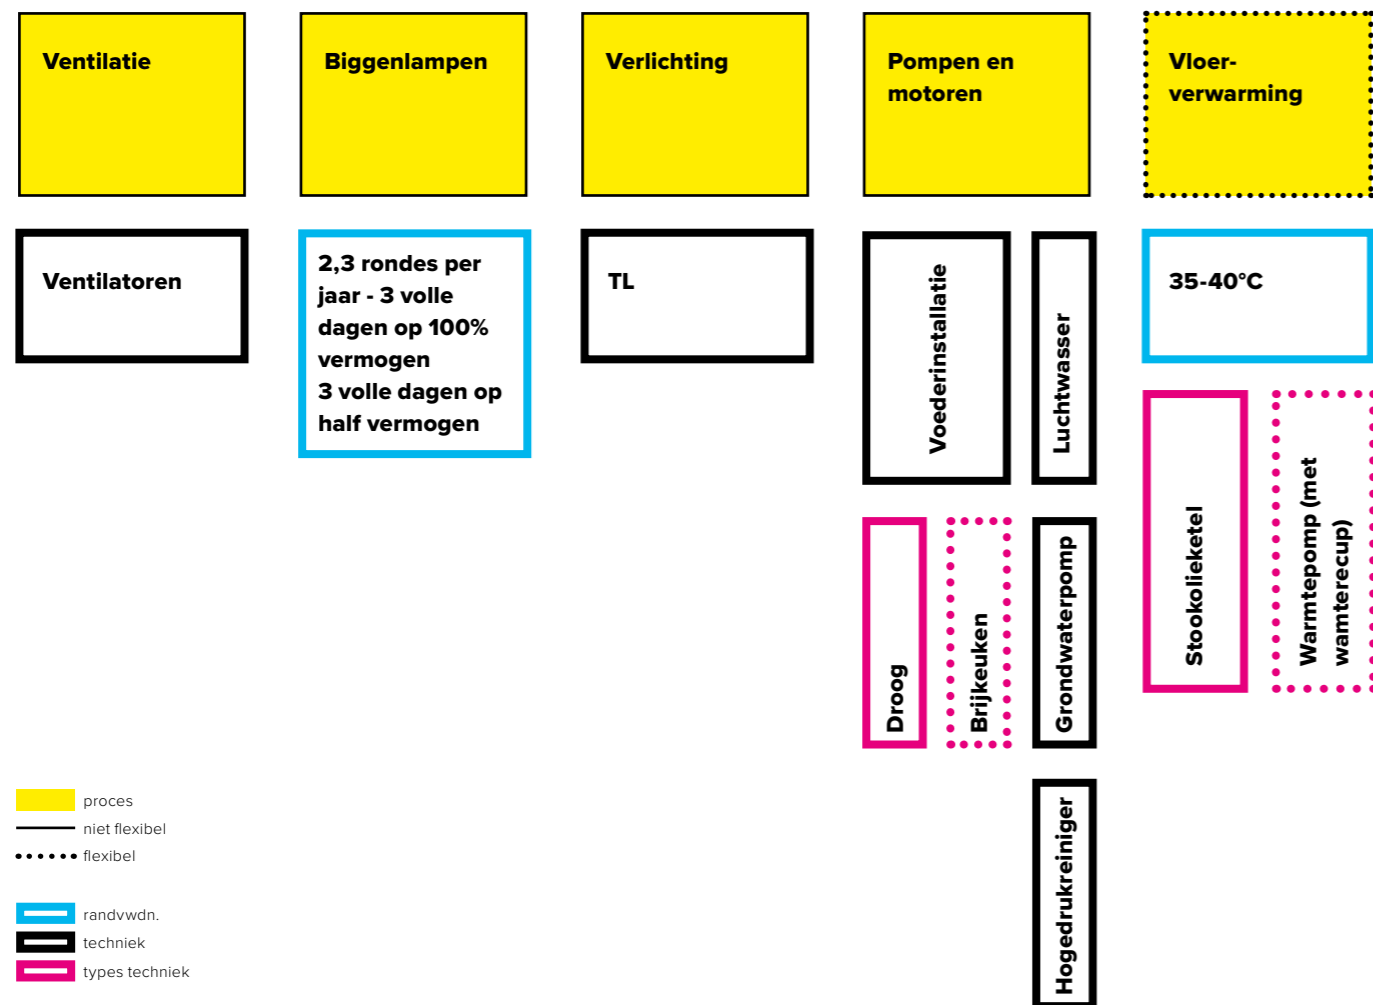 Ventilatie
Biggenlampen
Verlichting
Pompen en
motoren
Vloer-
verwarming
Ventilatoren
2,3 rondes per
jaar - 3 volle
dagen op 100%
vermogen
3 volle dagen op
half vermogen
TL
Voederinstallatie
Luchtwasser
35-40°C
Droog
Brijkeuken
Grondwaterpomp
Stookolieketel
Warmtepomp (met
wamterecup)
Hogedrukreiniger
proces
niet flexibel
flexibel
randvwdn.
techniek
types techniek